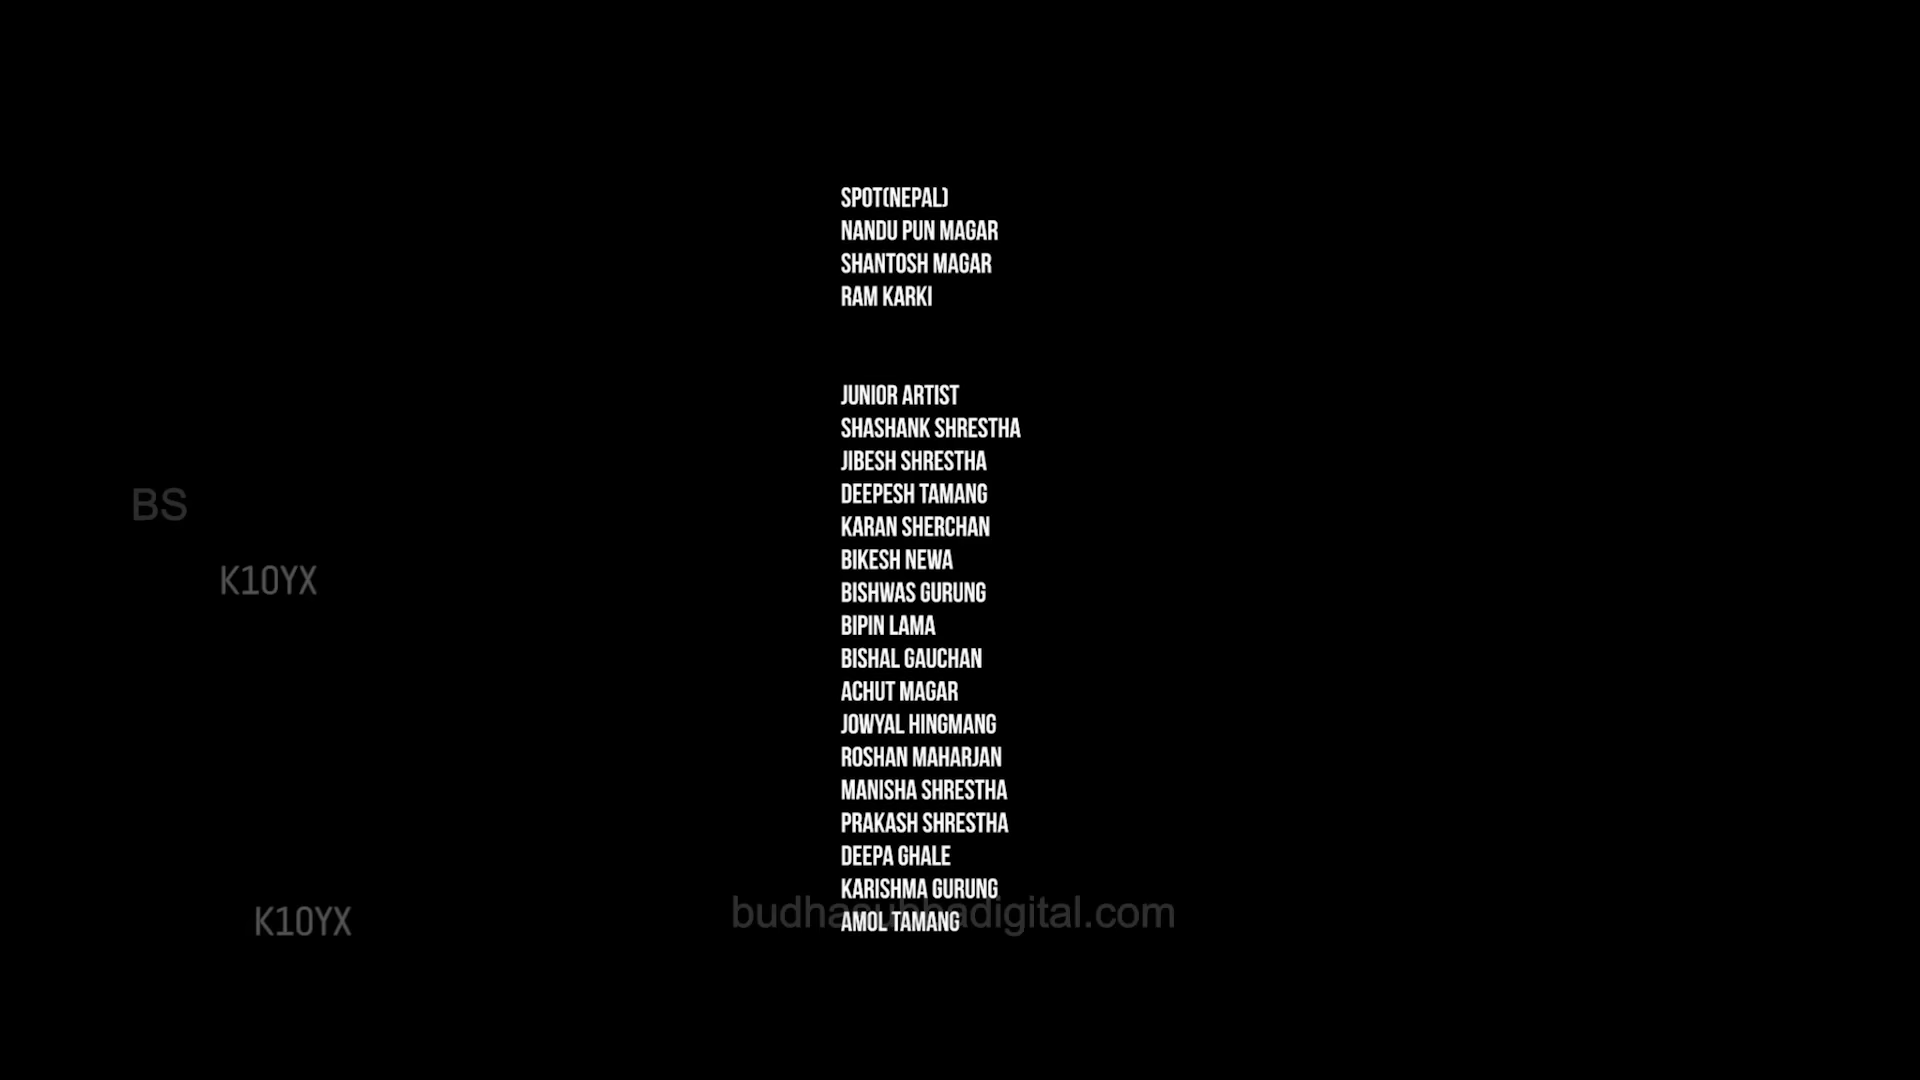 SPOT(NEPAL)
NANDU PUN MAGAR
SHANTOSH MAGAR
RAM KARKI
JUNIOR ARTIST
SHASHANK SHRESTHA
JIBESH SHRESTHA
DEEPESH TAMANG
KARAN SHERCHAN
BIKESH NEWA
BISHWAS GURUNG
BIPIN LAMA
BISHAL GAUCHAN
ACHUT MAGAR
JOWYAL HINGMANG
ROSHAN MAHARJAN
MANISHA SHRESTHA
PRAKASH SHRESTHA
DEEPA GHALE
KARISHMA GURUNG
AMOL TAMANG
BS
K10YX
K10YX
budhasubbadigital.com